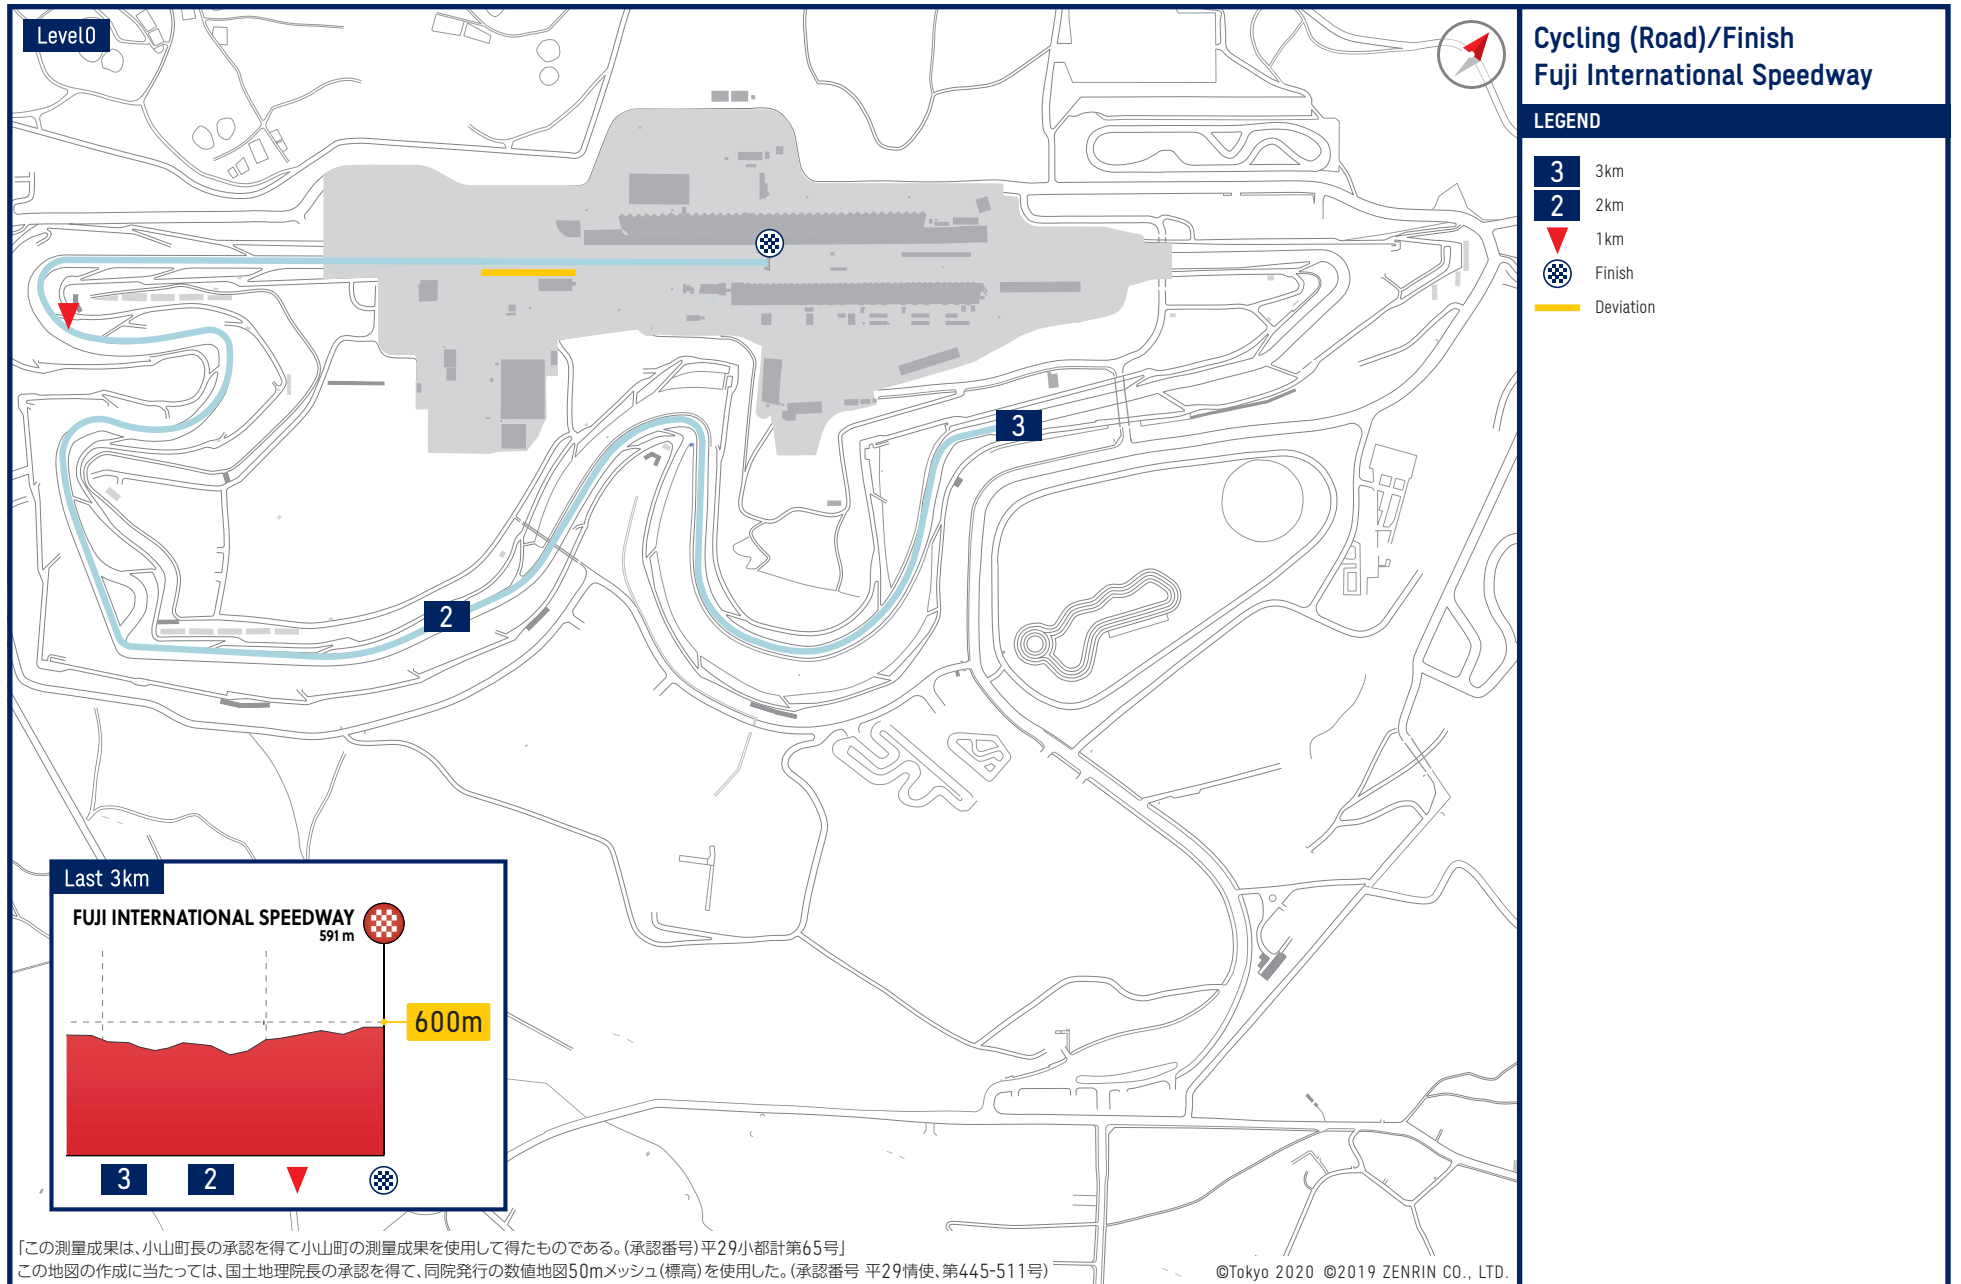 Level0
Cycling (Road)/Finish
Fuji International Speedway
LEGEND
3 3km
2 2km
1km
Finish
Deviation
3
2
Last 3km
FUJI INTERNATIONAL SPEEDWAY
591 m
600m
3 2
「この測量成果は、小山町長の承認を得て小山町の測量成果を使用して得たものである。(承認番号)平29小都計第65号」
この地図の作成に当たっては、国土地理院長の承認を得て、同院発行の数値地図50mメッシュ(標高)を使用した。(承認番号 平29情使、第445-511号)
©Tokyo 2020 ©2019 ZENRIN CO., LTD.